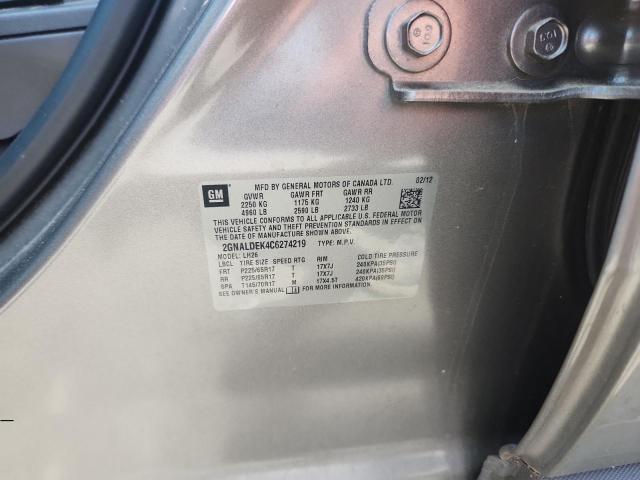 GM
MFD BY GENERAL MOTORS OF CANADA LTD. 02/12
GVWR GAWR FRT GAWR RR
2250 KG 1175 KG 1240 KG
4960 LB 2590 LB 2733 LB
THIS VEHICLE CONFORMS TO ALL APPLICABLE U.S. FEDERAL MOTOR
VEHICLE SAFETY, BUMPER, AND THEFT PREVENTION STANDARDS IN
EFFECT ON THE DATE OF MANUFACTURE SHOWN ABOVE.
2GNALDEK4C6274219 TYPE: M.P.V.
MODEL: LH26
LBCL TIRE SIZE SPEED RTG RIM COLD TIRE PRESSURE
FRT P225/65R17 T 17X7J 240KPA(35PSI)
RR P225/65R17 T 17X7J 240KPA(35PSI)
SPA T145/70R17 M 17X4.5T 420KPA(60PSI)
SEE OWNER'S MANUAL FOR MORE INFORMATION.